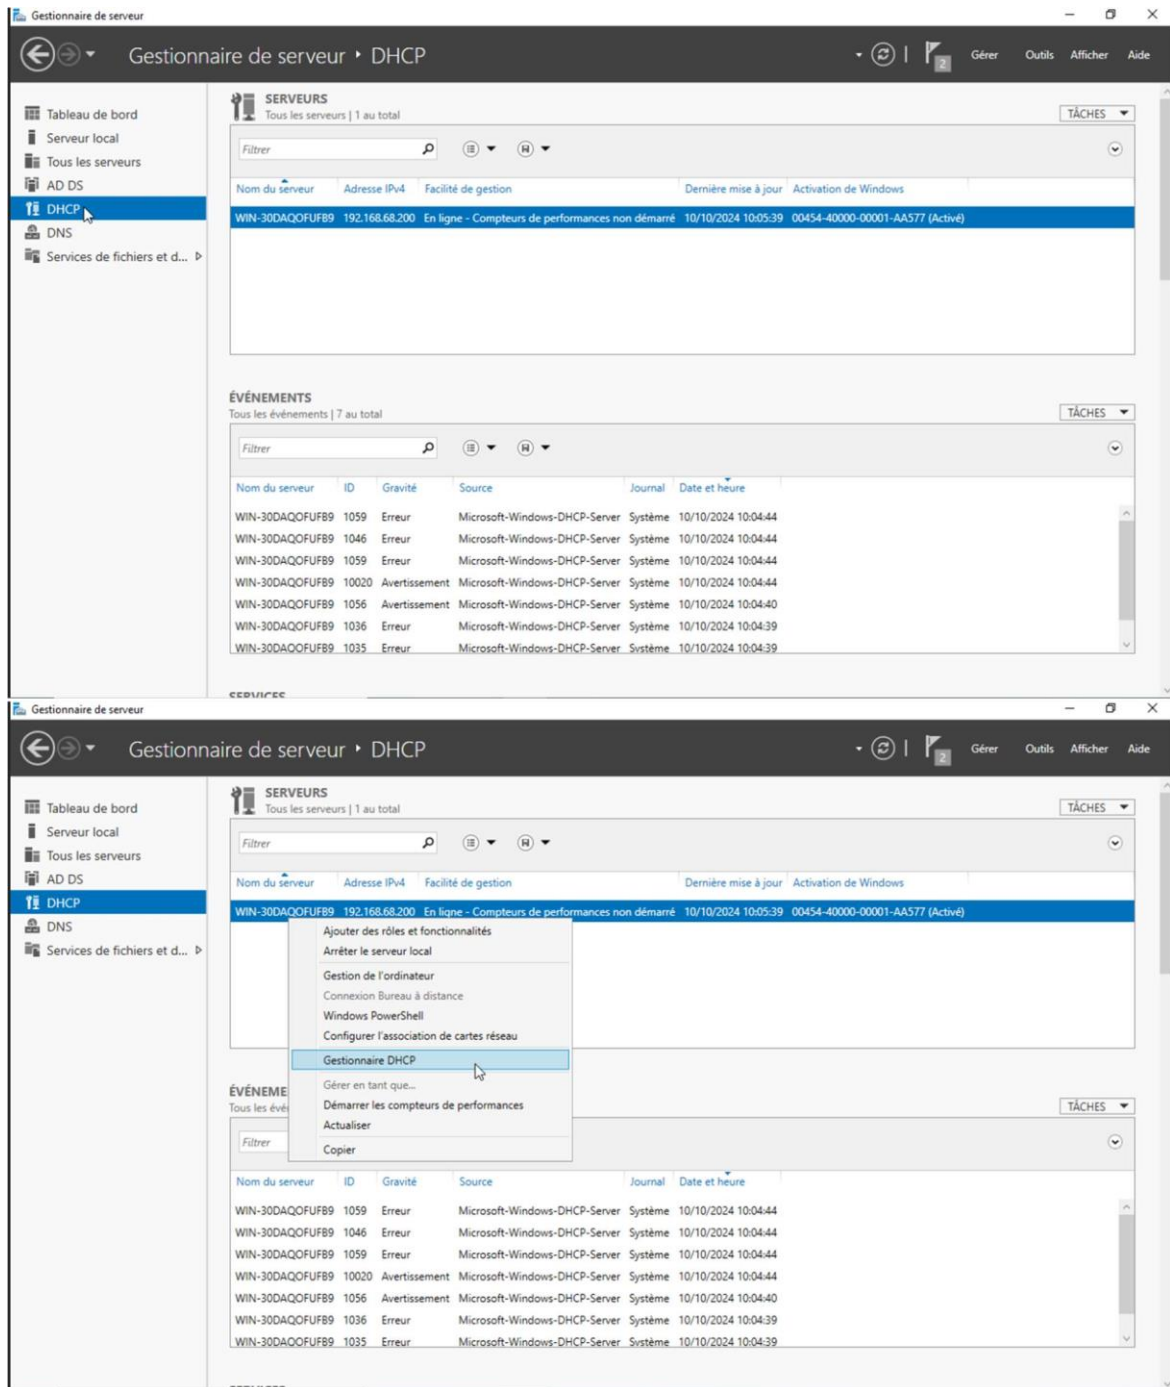 Gestionnaire de serveur
Gestionnaire de serveur • DHCP
2 Gérer Outils Afficher Aide
Tableau de bord
Serveur local
Tous les serveurs
AD DS
DHCP
DNS
Services de fichiers et d...
SERVEURS
Tous les serveurs | 1 au total
TÂCHES
Filtrer
Nom du serveur Adresse IPv4 Facilité de gestion Dernière mise à jour Activation de Windows
WIN-30DAQOFUFB9 192.168.68.200 En ligne - Compteurs de performances non démarré 10/10/2024 10:05:39 00454-40000-00001-AA577 (Activé)
ÉVÉNEMENTS
Tous les événements | 7 au total
TÂCHES
Filtrer
Nom du serveur ID Gravité Source Journal Date et heure
WIN-30DAQOFUFB9 1059 Erreur Microsoft-Windows-DHCP-Server Système 10/10/2024 10:04:44
WIN-30DAQOFUFB9 1046 Erreur Microsoft-Windows-DHCP-Server Système 10/10/2024 10:04:44
WIN-30DAQOFUFB9 1059 Erreur Microsoft-Windows-DHCP-Server Système 10/10/2024 10:04:44
WIN-30DAQOFUFB9 10020 Avertissement Microsoft-Windows-DHCP-Server Système 10/10/2024 10:04:44
WIN-30DAQOFUFB9 1056 Avertissement Microsoft-Windows-DHCP-Server Système 10/10/2024 10:04:40
WIN-30DAQOFUFB9 1036 Erreur Microsoft-Windows-DHCP-Server Système 10/10/2024 10:04:39
WIN-30DAQOFUFB9 1035 Erreur Microsoft-Windows-DHCP-Server Système 10/10/2024 10:04:39
SERVICES
Gestionnaire de serveur
Gestionnaire de serveur • DHCP
2 Gérer Outils Afficher Aide
Tableau de bord
Serveur local
Tous les serveurs
AD DS
DHCP
DNS
Services de fichiers et d...
SERVEURS
Tous les serveurs | 1 au total
TÂCHES
Filtrer
Nom du serveur Adresse IPv4 Facilité de gestion Dernière mise à jour Activation de Windows
WIN-30DAQOFUFB9 192.168.68.200 En ligne - Compteurs de performances non démarré 10/10/2024 10:05:39 00454-40000-00001-AA577 (Activé)
Ajouter des rôles et fonctionnalités
Arrêter le serveur local
Gestion de l'ordinateur
Connexion Bureau à distance
Windows PowerShell
Configurer l'association de cartes réseau
Gestionnaire DHCP
Gérer en tant que...
Démarrer les compteurs de performances
Actualiser
Copier
ÉVÉNEME
Tous les évé
TÂCHES
Filtrer
Nom du serveur ID Gravité Source Journal Date et heure
WIN-30DAQOFUFB9 1059 Erreur Microsoft-Windows-DHCP-Server Système 10/10/2024 10:04:44
WIN-30DAQOFUFB9 1046 Erreur Microsoft-Windows-DHCP-Server Système 10/10/2024 10:04:44
WIN-30DAQOFUFB9 1059 Erreur Microsoft-Windows-DHCP-Server Système 10/10/2024 10:04:44
WIN-30DAQOFUFB9 10020 Avertissement Microsoft-Windows-DHCP-Server Système 10/10/2024 10:04:44
WIN-30DAQOFUFB9 1056 Avertissement Microsoft-Windows-DHCP-Server Système 10/10/2024 10:04:40
WIN-30DAQOFUFB9 1036 Erreur Microsoft-Windows-DHCP-Server Système 10/10/2024 10:04:39
WIN-30DAQOFUFB9 1035 Erreur Microsoft-Windows-DHCP-Server Système 10/10/2024 10:04:39